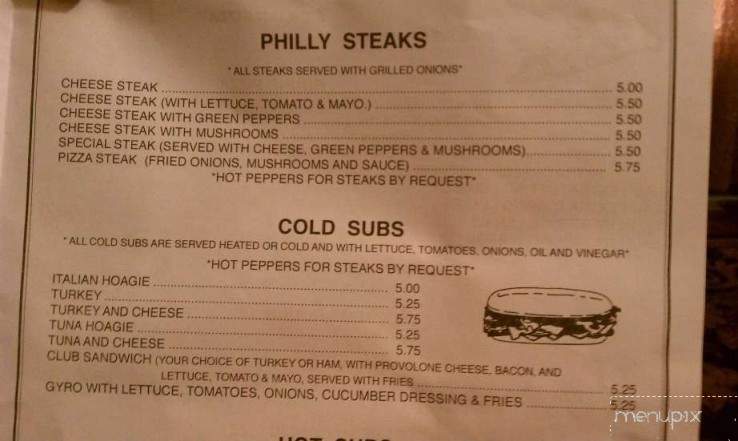 PHILLY STEAKS
*ALL STEAKS SERVED WITH GRILLED ONIONS*
CHEESE STEAK 5.00
CHEESE STEAK (WITH LETTUCE, TOMATO & MAYO.) 5.50
CHEESE STEAK WITH GREEN PEPPERS 5.50
CHEESE STEAK WITH MUSHROOMS 5.50
SPECIAL STEAK (SERVED WITH CHEESE, GREEN PEPPERS & MUSHROOMS) 5.50
PIZZA STEAK (FRIED ONIONS, MUSHROOMS AND SAUCE) 5.75
*HOT PEPPERS FOR STEAKS BY REQUEST*
COLD SUBS
*ALL COLD SUBS ARE SERVED HEATED OR COLD AND WITH LETTUCE, TOMATOES, ONIONS, OIL AND VINEGAR*
*HOT PEPPERS FOR STEAKS BY REQUEST*
ITALIAN HOAGIE 5.00
TURKEY 5.25
TURKEY AND CHEESE 5.75
TUNA HOAGIE 5.25
TUNA AND CHEESE 5.75
CLUB SANDWICH (YOUR CHOICE OF TURKEY OR HAM, WITH PROVOLONE CHEESE, BACON, AND
LETTUCE, TOMATO & MAYO, SERVED WITH FRIES 5.25
GYRO WITH LETTUCE, TOMATOES, ONIONS, CUCUMBER DRESSING & FRIES 5.25
menupix